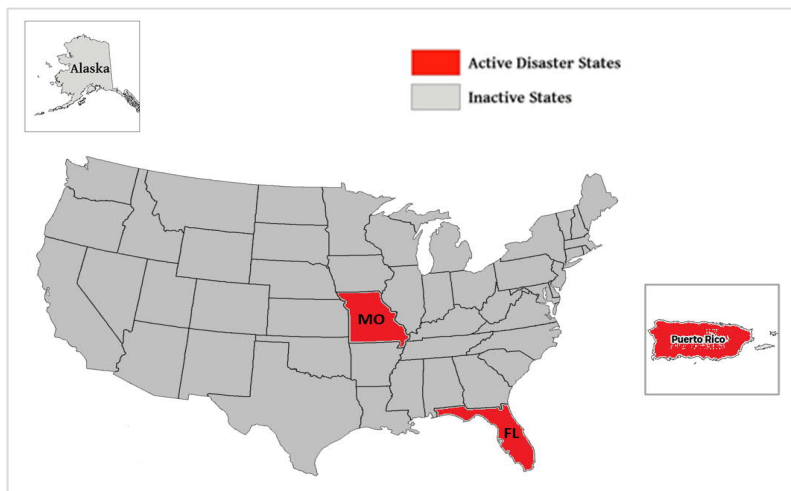 Alaska
Active Disaster States
Inactive States
MO
Puerto Rico
FL